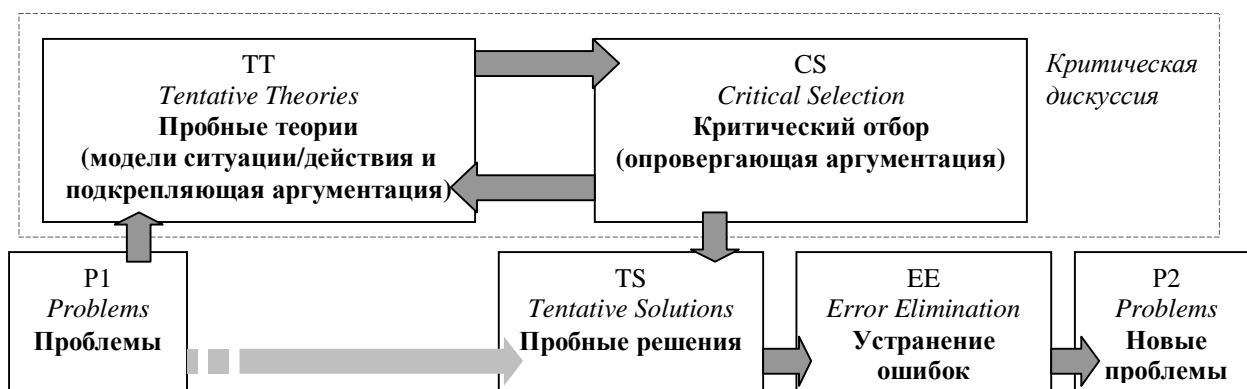 TT
Tentative Theories
Пробные теории
(модели ситуации/действия и
подкрепляющая аргументация)
CS
Critical Selection
Критический отбор
(опровергающая аргументация)
Критическая
дискуссия
P1
Problems
Проблемы
TS
Tentative Solutions
Пробные решения
EE
Error Elimination
Устранение
ошибок
P2
Problems
Новые
проблемы